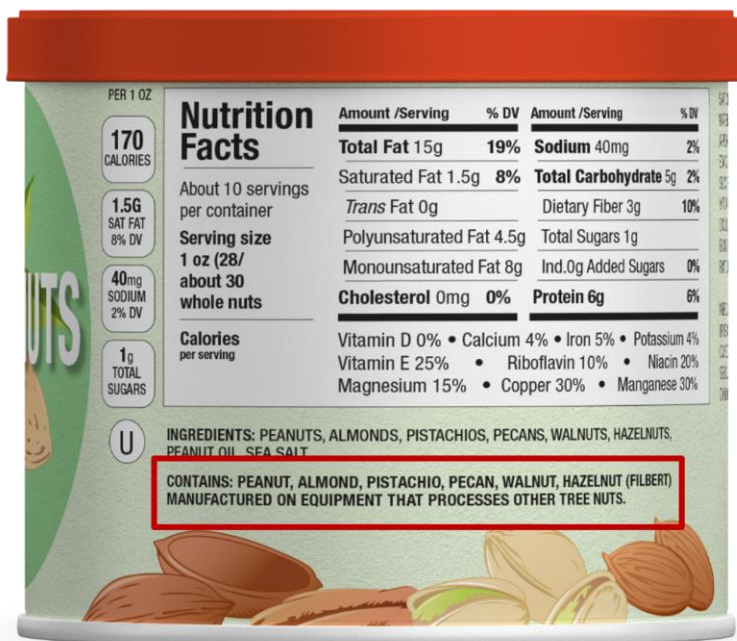 PER 1 OZ
170
CALORIES
1.5G
SAT FAT
8% DV
40mg
SODIUM
2% DV
1g
TOTAL
SUGARS
UTS
U
Nutrition
Facts
About 10 servings
per container
Serving size
1 oz (28/
about 30
whole nuts
Calories
per serving
Amount /Serving % DV
Total Fat 15g 19%
Saturated Fat 1.5g 8%
Trans Fat 0g
Polyunsaturated Fat 4.5g
Monounsaturated Fat 8g
Cholesterol 0mg 0%
Amount /Serving % DV
Sodium 40mg 2%
Total Carbohydrate 5g 2%
Dietary Fiber 3g 10%
Total Sugars 1g
Ind.0g Added Sugars 0%
Protein 6g 6%
Vitamin D 0% • Calcium 4% • Iron 5% • Potassium 4%
Vitamin E 25% • Riboflavin 10% • Niacin 20%
Magnesium 15% • Copper 30% • Manganese 30%
INGREDIENTS: PEANUTS, ALMONDS, PISTACHIOS, PECANS, WALNUTS, HAZELNUTS,
PEANUT OIL, SEA SALT
CONTAINS: PEANUT, ALMOND, PISTACHIO, PECAN, WALNUT, HAZELNUT (FILBERT)
MANUFACTURED ON EQUIPMENT THAT PROCESSES OTHER TREE NUTS.